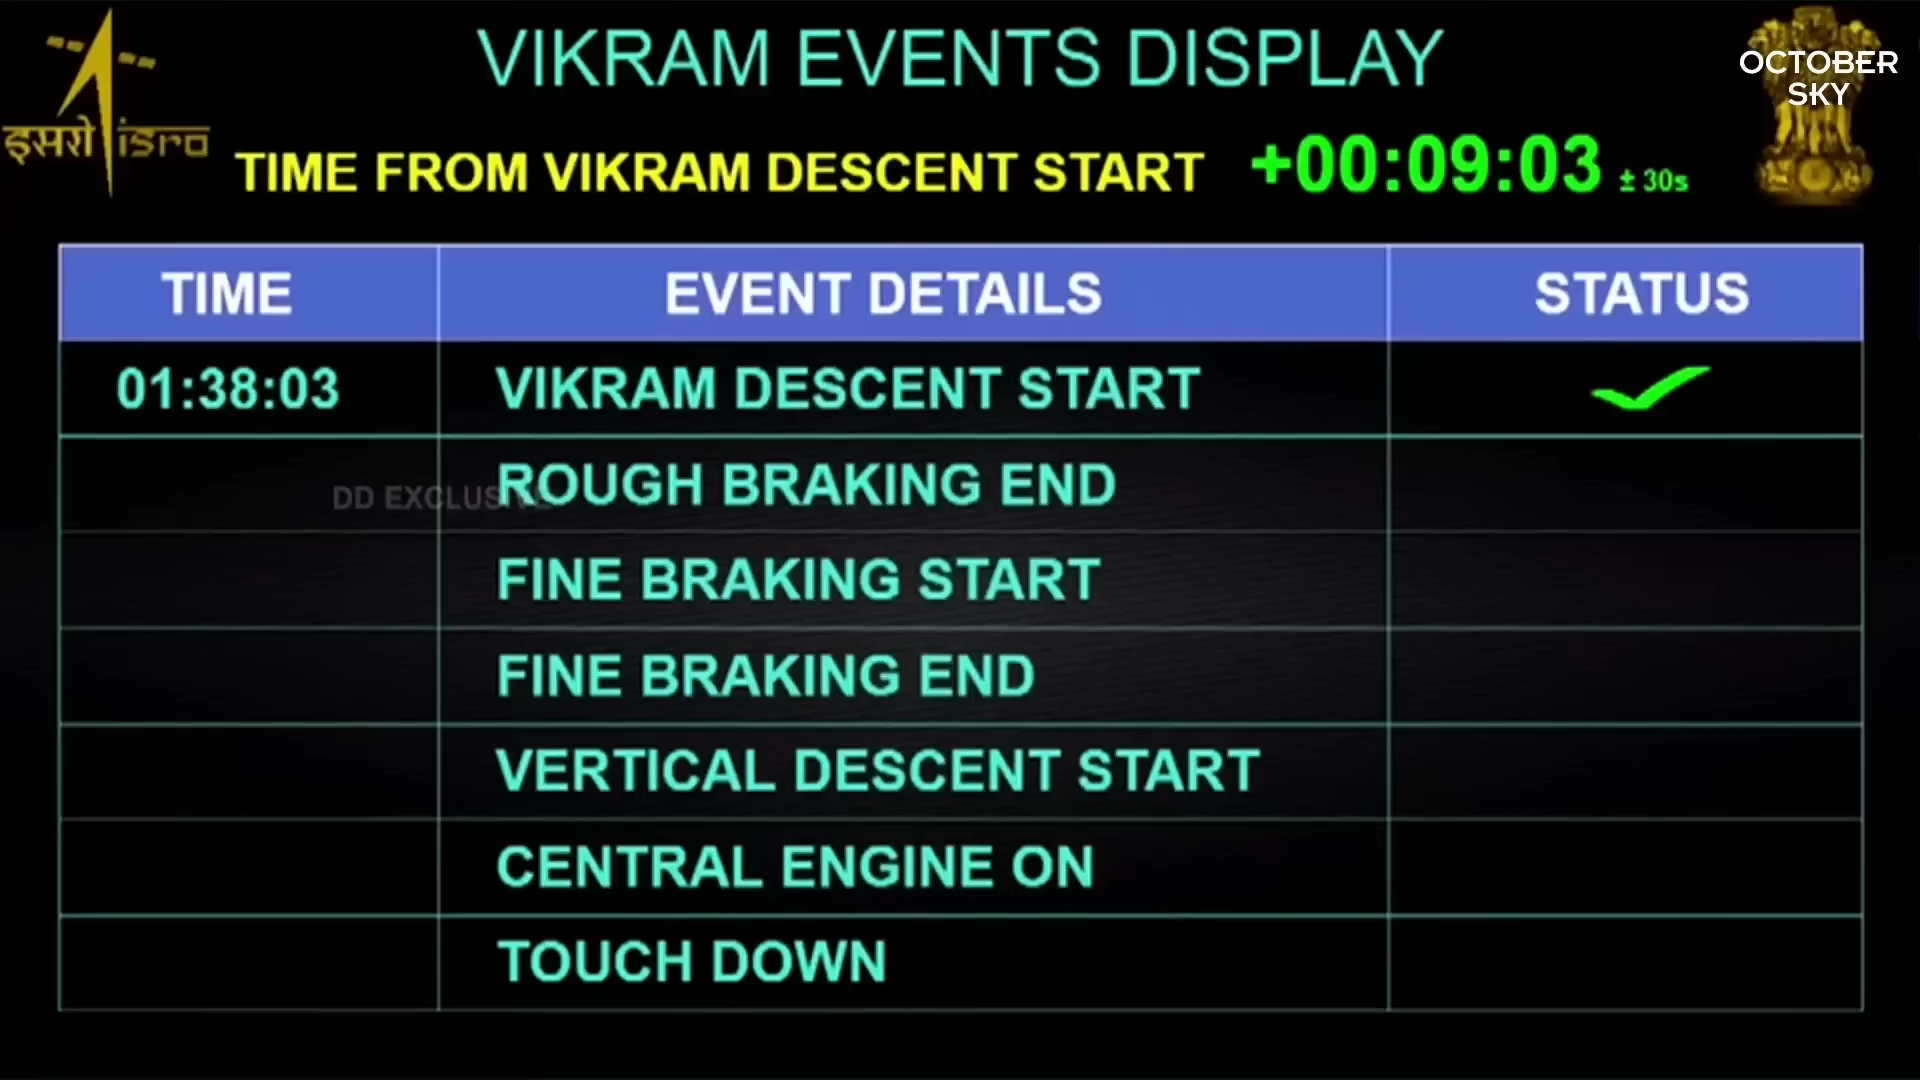 VIKRAM EVENTS DISPLAY
OCTOBER
SKY
इसरो isro
TIME FROM VIKRAM DESCENT START +00:09:03 ± 30s
TIME EVENT DETAILS STATUS
01:38:03 VIKRAM DESCENT START
DD EXCLUSIVE
ROUGH BRAKING END
FINE BRAKING START
FINE BRAKING END
VERTICAL DESCENT START
CENTRAL ENGINE ON
TOUCH DOWN